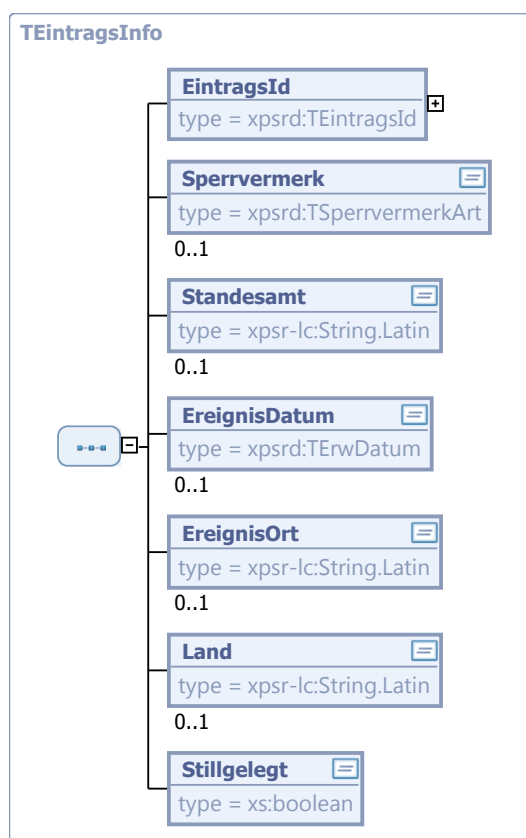 TEintragsInfo
EintragsId
type = xpsrd:TEintragsId
Sperrvermerk
type = xpsrd:TSperrvermerkArt
0..1
Standesamt
type = xpsr-lc:String.Latin
0..1
EreignisDatum
type = xpsrd:TErwDatum
0..1
EreignisOrt
type = xpsr-lc:String.Latin
0..1
Land
type = xpsr-lc:String.Latin
0..1
Stillgelegt
type = xs:boolean